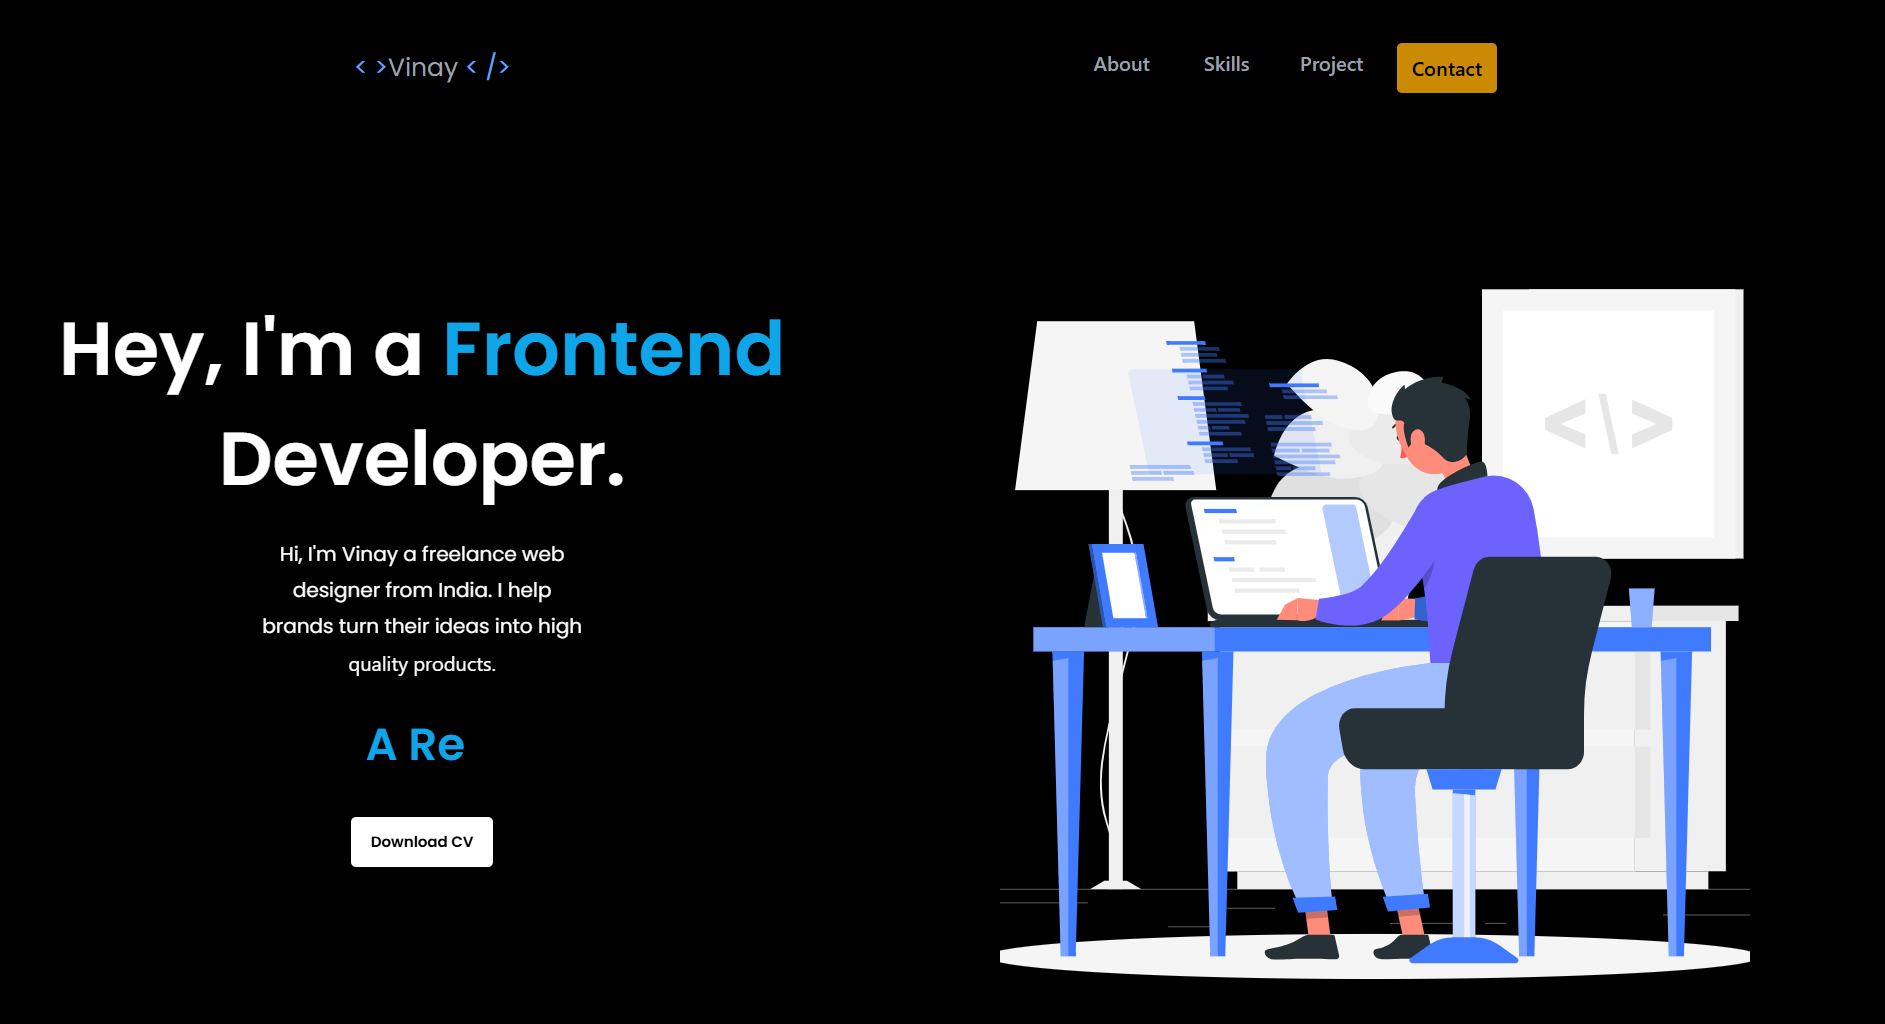 < >Vinay < />
About Skills Project Contact
Hey, I'm a Frontend
Developer.
Hi, I'm Vinay a freelance web
designer from India. I help
brands turn their ideas into high
quality products.
A Re
Download CV
<\>